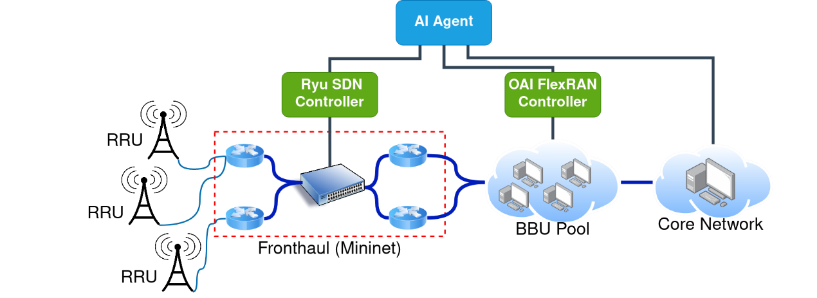 AI Agent
Ryu SDN
Controller
OAI FlexRAN
Controller
RRU
RRU
RRU
Fronthaul (Mininet)
BBU Pool
Core Network